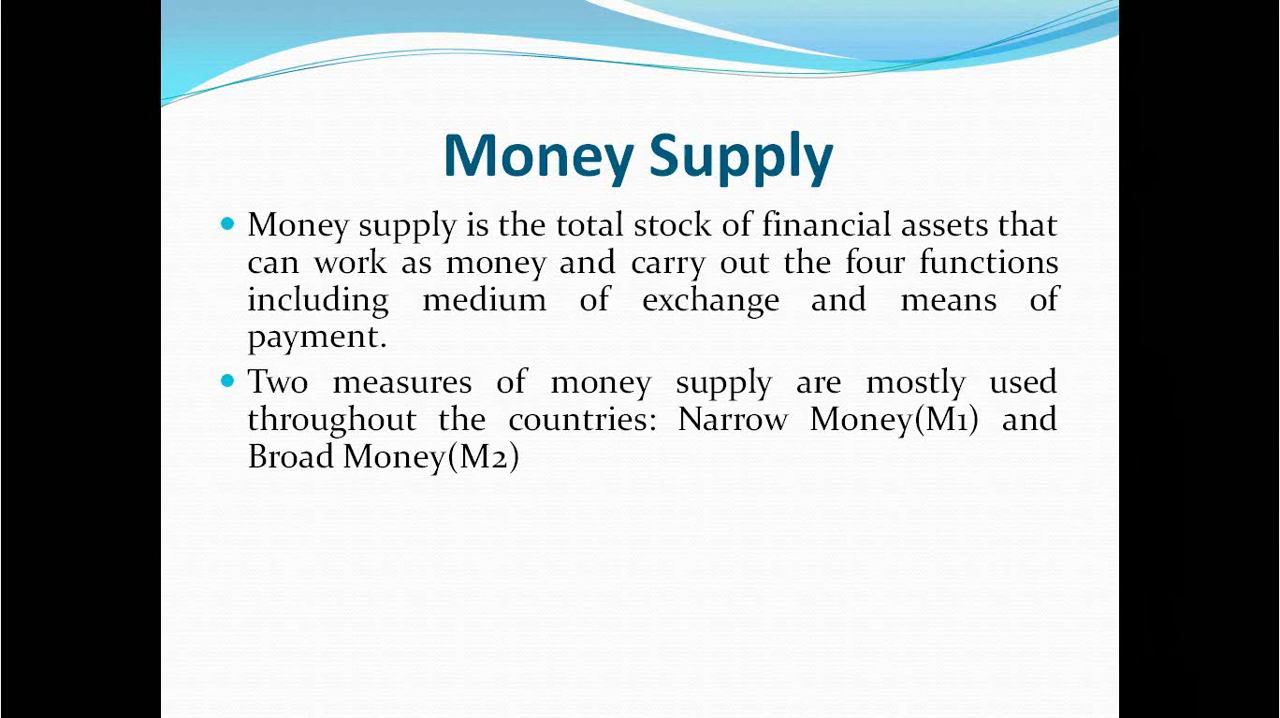 Money Supply
Money supply is the total stock of financial assets that
can work as money and carry out the four functions
including medium of exchange and means of
payment.
Two measures of money supply are mostly used
throughout the countries: Narrow Money(M1) and
Broad Money(M2)